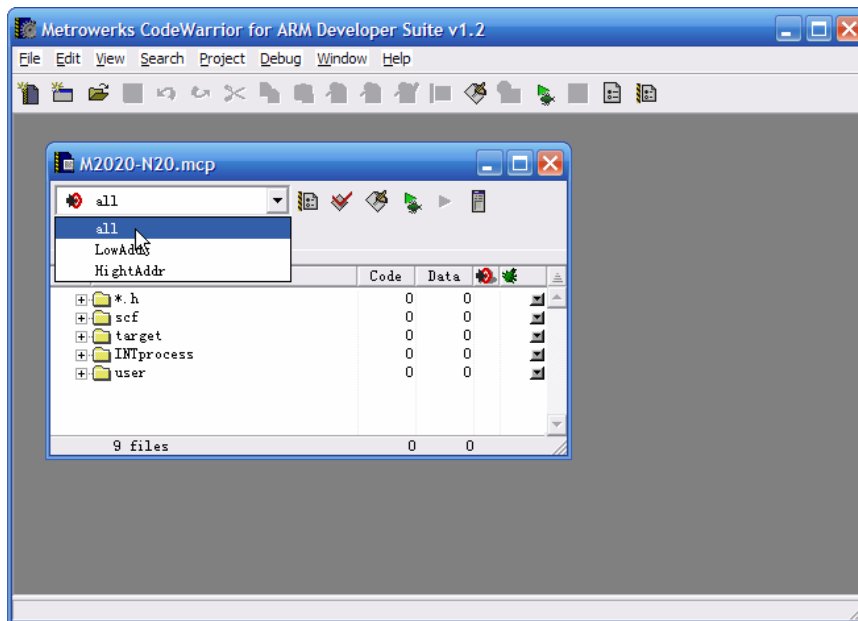 Metrowerks CodeWarrior for ARM Developer Suite v1.2
File Edit View Search Project Debug Window Help
M2020-N20.mcp
all
all
LowAddr
HightAddr
Code Data
*.h 0 0
scf 0 0
target 0 0
INTprocess 0 0
user 0 0
9 files 0 0